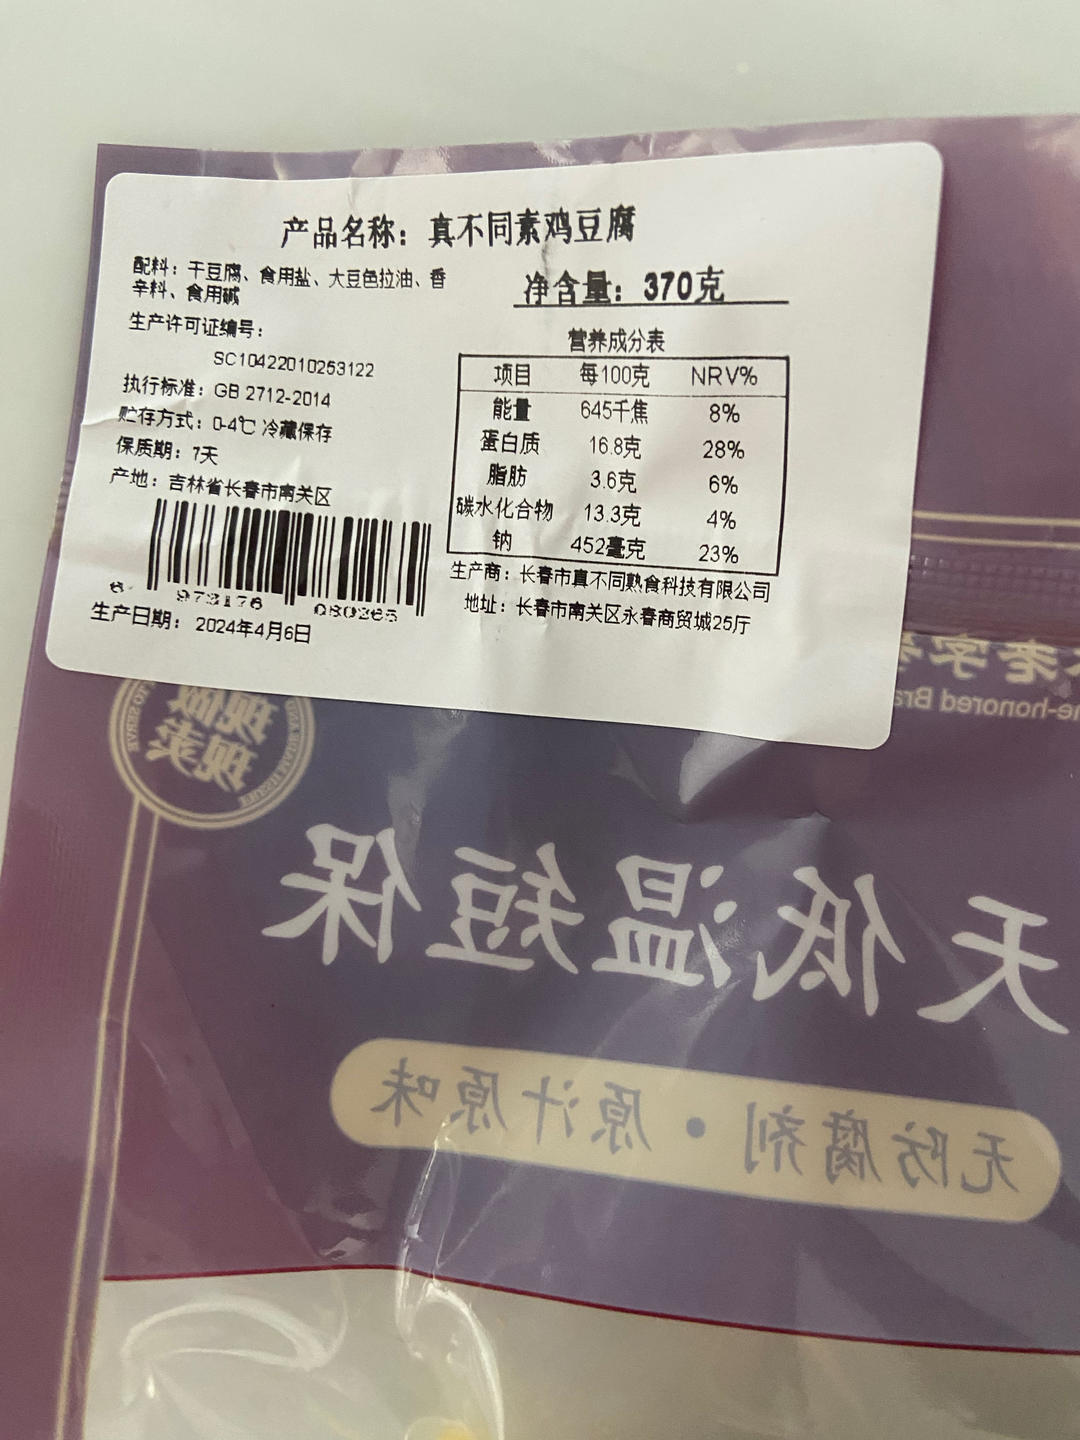 产品名称：真不同素鸡豆腐
配料：干豆腐、食用盐、大豆色拉油、香
辛料、食用碱
净含量：370克
生产许可证编号：
SC10422010253122
执行标准：GB 2712-2014
贮存方式：0-4℃ 冷藏保存
保质期：7天
产地：吉林省长春市南关区
营养成分表
项目 每100克 NRV%
能量 645千焦 8%
蛋白质 16.8克 28%
脂肪 3.6克 6%
碳水化合物 13.3克 4%
钠 452毫克 23%
6 973176 080265
生产日期：2024年4月6日
生产商：长春市真不同熟食科技有限公司
地址：长春市南关区永春商贸城25厅
老字
e-honored Bra
天低温短保
无防腐剂·原汁原味